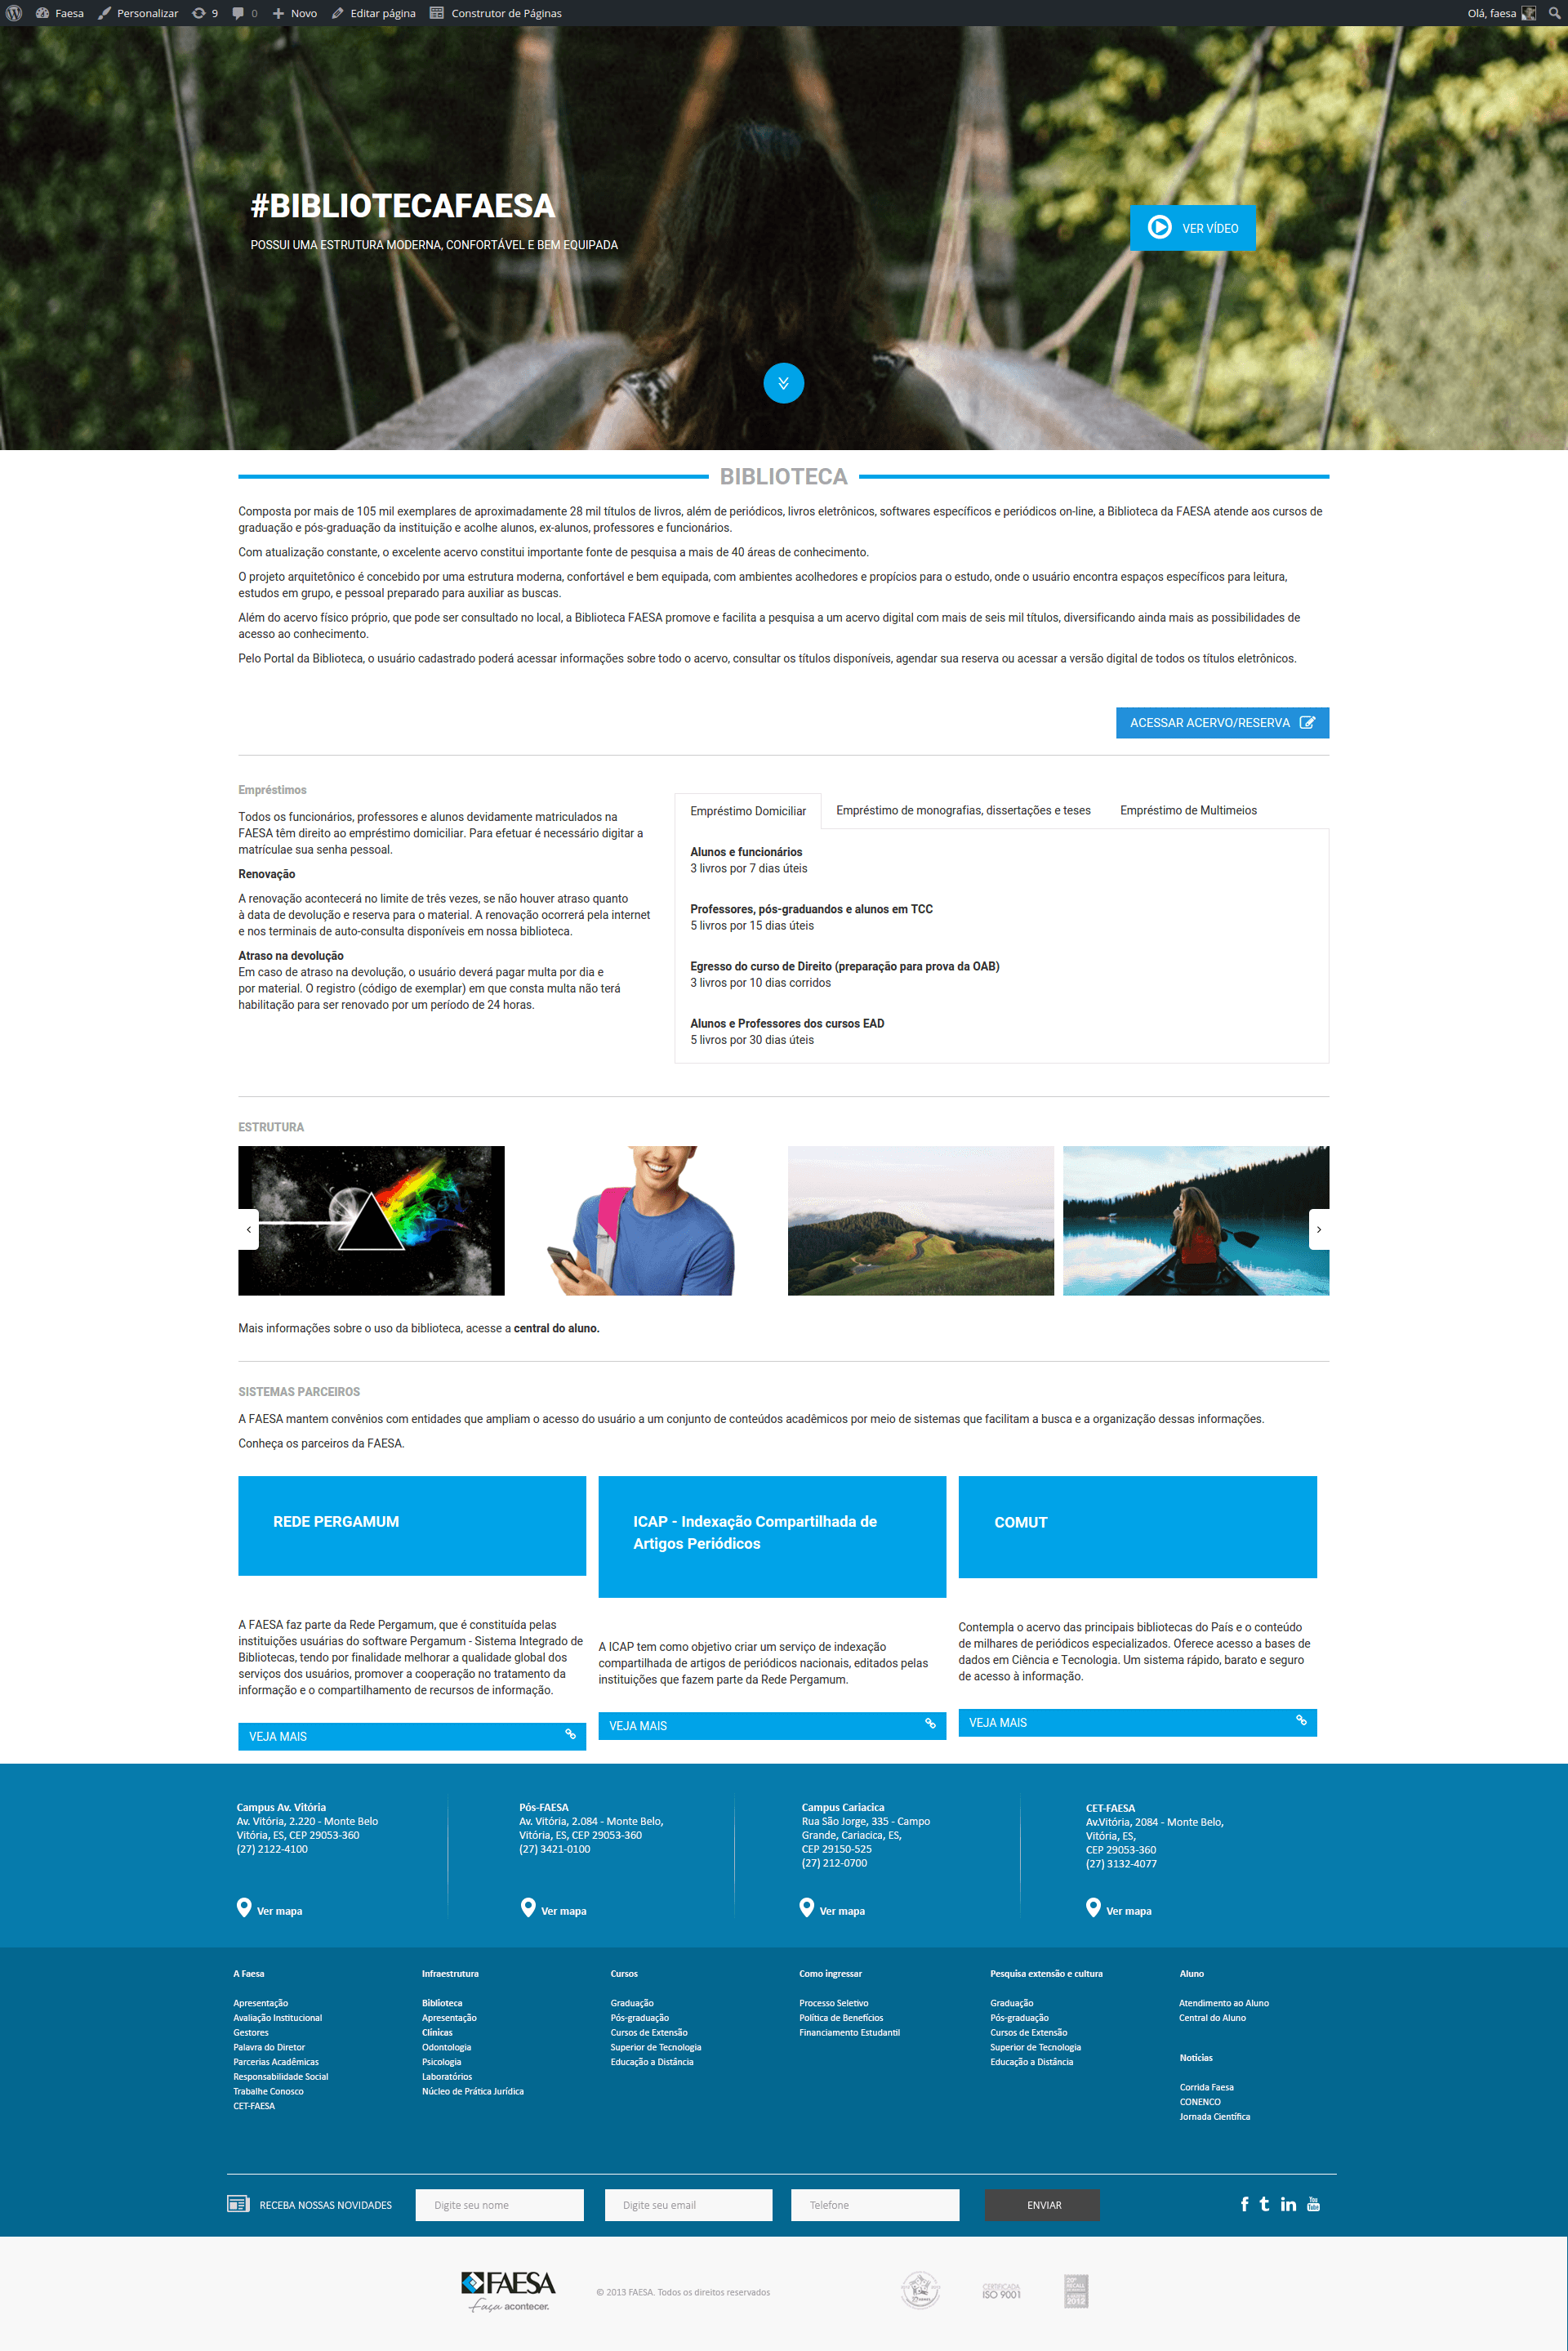 Faesa Personalizar 9 0 Novo Editar página Construtor de Páginas Olá, faesa
#BIBLIOTECAFAESA
POSSUI UMA ESTRUTURA MODERNA, CONFORTÁVEL E BEM EQUIPADA
VER VÍDEO
BIBLIOTECA
Composta por mais de 105 mil exemplares de aproximadamente 28 mil títulos de livros, além de periódicos, livros eletrônicos, softwares específicos e periódicos on-line, a Biblioteca da FAESA atende aos cursos de
graduação e pós-graduação da instituição e acolhe alunos, ex-alunos, professores e funcionários.
Com atualização constante, o excelente acervo constitui importante fonte de pesquisa a mais de 40 áreas de conhecimento.
O projeto arquitetônico é concebido por uma estrutura moderna, confortável e bem equipada, com ambientes acolhedores e propícios para o estudo, onde o usuário encontra espaços específicos para leitura,
estudos em grupo, e pessoal preparado para auxiliar as buscas.
Além do acervo físico próprio, que pode ser consultado no local, a Biblioteca FAESA promove e facilita a pesquisa a um acervo digital com mais de seis mil títulos, diversificando ainda mais as possibilidades de
acesso ao conhecimento.
Pelo Portal da Biblioteca, o usuário cadastrado poderá acessar informações sobre todo o acervo, consultar os títulos disponíveis, agendar sua reserva ou acessar a versão digital de todos os títulos eletrônicos.
ACESSAR ACERVO/RESERVA
Empréstimos
Todos os funcionários, professores e alunos devidamente matriculados na
FAESA têm direito ao empréstimo domiciliar. Para efetuar é necessário digitar a
matrículae sua senha pessoal.
Renovação
A renovação acontecerá no limite de três vezes, se não houver atraso quanto
à data de devolução e reserva para o material. A renovação ocorrerá pela internet
e nos terminais de auto-consulta disponíveis em nossa biblioteca.
Atraso na devolução
Em caso de atraso na devolução, o usuário deverá pagar multa por dia e
por material. O registro (código de exemplar) em que consta multa não terá
habilitação para ser renovado por um período de 24 horas.
Empréstimo Domiciliar Empréstimo de monografias, dissertações e teses Empréstimo de Multimeios
Alunos e funcionários
3 livros por 7 dias úteis
Professores, pós-graduandos e alunos em TCC
5 livros por 15 dias úteis
Egresso do curso de Direito (preparação para prova da OAB)
3 livros por 10 dias corridos
Alunos e Professores dos cursos EAD
5 livros por 30 dias úteis
ESTRUTURA
Mais informações sobre o uso da biblioteca, acesse a central do aluno.
SISTEMAS PARCEIROS
A FAESA mantem convênios com entidades que ampliam o acesso do usuário a um conjunto de conteúdos acadêmicos por meio de sistemas que facilitam a busca e a organização dessas informações.
Conheça os parceiros da FAESA.
REDE PERGAMUM
A FAESA faz parte da Rede Pergamum, que é constituída pelas
instituições usuárias do software Pergamum - Sistema Integrado de
Bibliotecas, tendo por finalidade melhorar a qualidade global dos
serviços dos usuários, promover a cooperação no tratamento da
informação e o compartilhamento de recursos de informação.
VEJA MAIS
ICAP - Indexação Compartilhada de
Artigos Periódicos
A ICAP tem como objetivo criar um serviço de indexação
compartilhada de artigos de periódicos nacionais, editados pelas
instituições que fazem parte da Rede Pergamum.
VEJA MAIS
COMUT
Contempla o acervo das principais bibliotecas do País e o conteúdo
de milhares de periódicos especializados. Oferece acesso a bases de
dados em Ciência e Tecnologia. Um sistema rápido, barato e seguro
de acesso à informação.
VEJA MAIS
Campus Av. Vitória
Av. Vitória, 2.220 - Monte Belo
Vitória, ES, CEP 29053-360
(27) 2122-4100
Ver mapa
Pós-FAESA
Av. Vitória, 2.084 - Monte Belo,
Vitória, ES, CEP 29053-360
(27) 3421-0100
Ver mapa
Campus Cariacica
Rua São Jorge, 335 - Campo
Grande, Cariacica, ES,
CEP 29150-525
(27) 212-0700
Ver mapa
CET-FAESA
Av.Vitória, 2084 - Monte Belo,
Vitória, ES,
CEP 29053-360
(27) 3132-4077
Ver mapa
A Faesa
Apresentação
Avaliação Institucional
Gestores
Palavra do Diretor
Parcerias Acadêmicas
Responsabilidade Social
Trabalhe Conosco
CET-FAESA
Infraestrutura
Biblioteca
Apresentação
Clínicas
Odontologia
Psicologia
Laboratórios
Núcleo de Prática Jurídica
Cursos
Graduação
Pós-graduação
Cursos de Extensão
Superior de Tecnologia
Educação a Distância
Como ingressar
Processo Seletivo
Política de Benefícios
Financiamento Estudantil
Pesquisa extensão e cultura
Graduação
Pós-graduação
Cursos de Extensão
Superior de Tecnologia
Educação a Distância
Aluno
Atendimento ao Aluno
Central do Aluno
Notícias
Corrida Faesa
CONENCO
Jornada Científica
RECEBA NOSSAS NOVIDADES Digite seu nome Digite seu email Telefone ENVIAR
FAESA
Faça acontecer.
© 2013 FAESA. Todos os direitos reservados
CERTIFICADA
ISO 9001
RECALL
2012